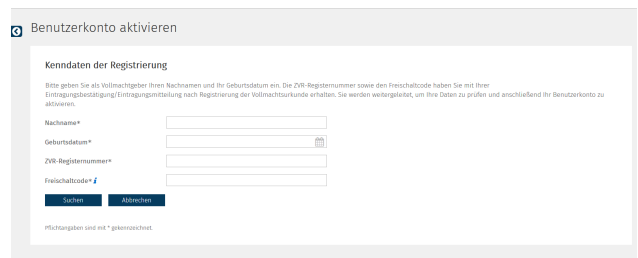 Benutzerkonto aktivieren
Kenndaten der Registrierung
Bitte geben Sie als Vollmachtgeber Ihren Nachnamen und Ihr Geburtsdatum ein. Die ZVR-Registernummer sowie den Freischaltcode haben Sie mit Ihrer
Eintragungsbestätigung/Eintragungsmitteilung nach Registrierung der Vollmachtsurkunde erhalten. Sie werden weitergeleitet, um Ihre Daten zu prüfen und anschließend Ihr Benutzerkonto zu
aktivieren.
Nachname*
Geburtsdatum*
ZVR-Registernummer*
Freischaltcode* i
Suchen Abbrechen
Pflichtangaben sind mit * gekennzeichnet.